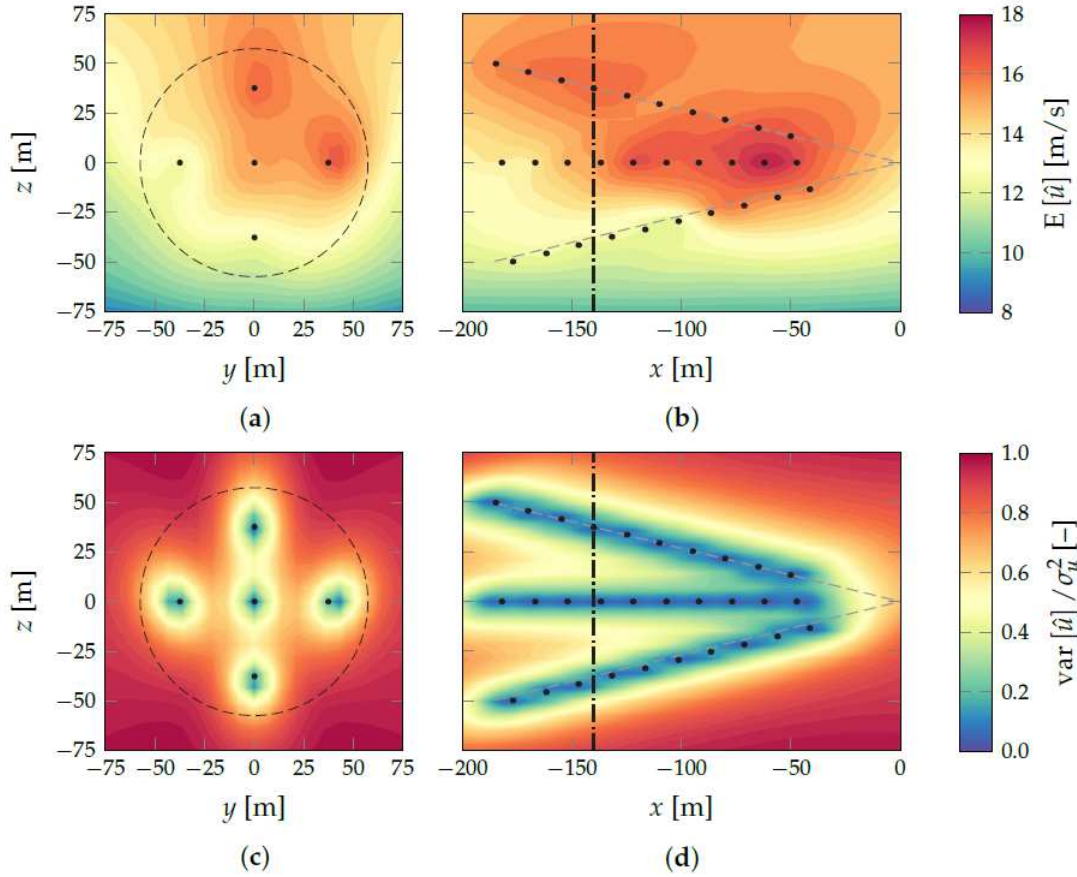 75
50
25
0
−25
−50
−75
z [m]
−75 −50 −25 0 25 50 75
y [m]
(a)
−200 −150 −100 −50 0
x [m]
(b)
18
16
14
12
10
8
E [û] [m/s]
75
50
25
0
−25
−50
−75
z [m]
−75 −50 −25 0 25 50 75
y [m]
(c)
−200 −150 −100 −50 0
x [m]
(d)
1.0
0.8
0.6
0.4
0.2
0.0
var [û] / σ²ᵤ [−]